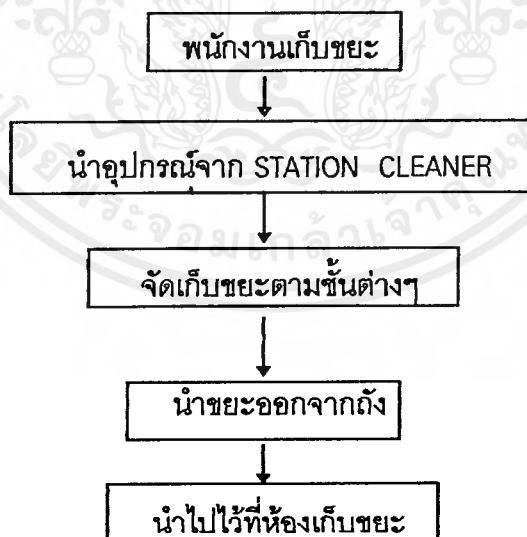 พนักงานเก็บขยะ
นำอุปกรณ์จาก STATION CLEANER
จัดเก็บขยะตามชั้นต่างๆ
นำขยะออกจากถัง
นำไปไว้ที่ห้องเก็บขยะ